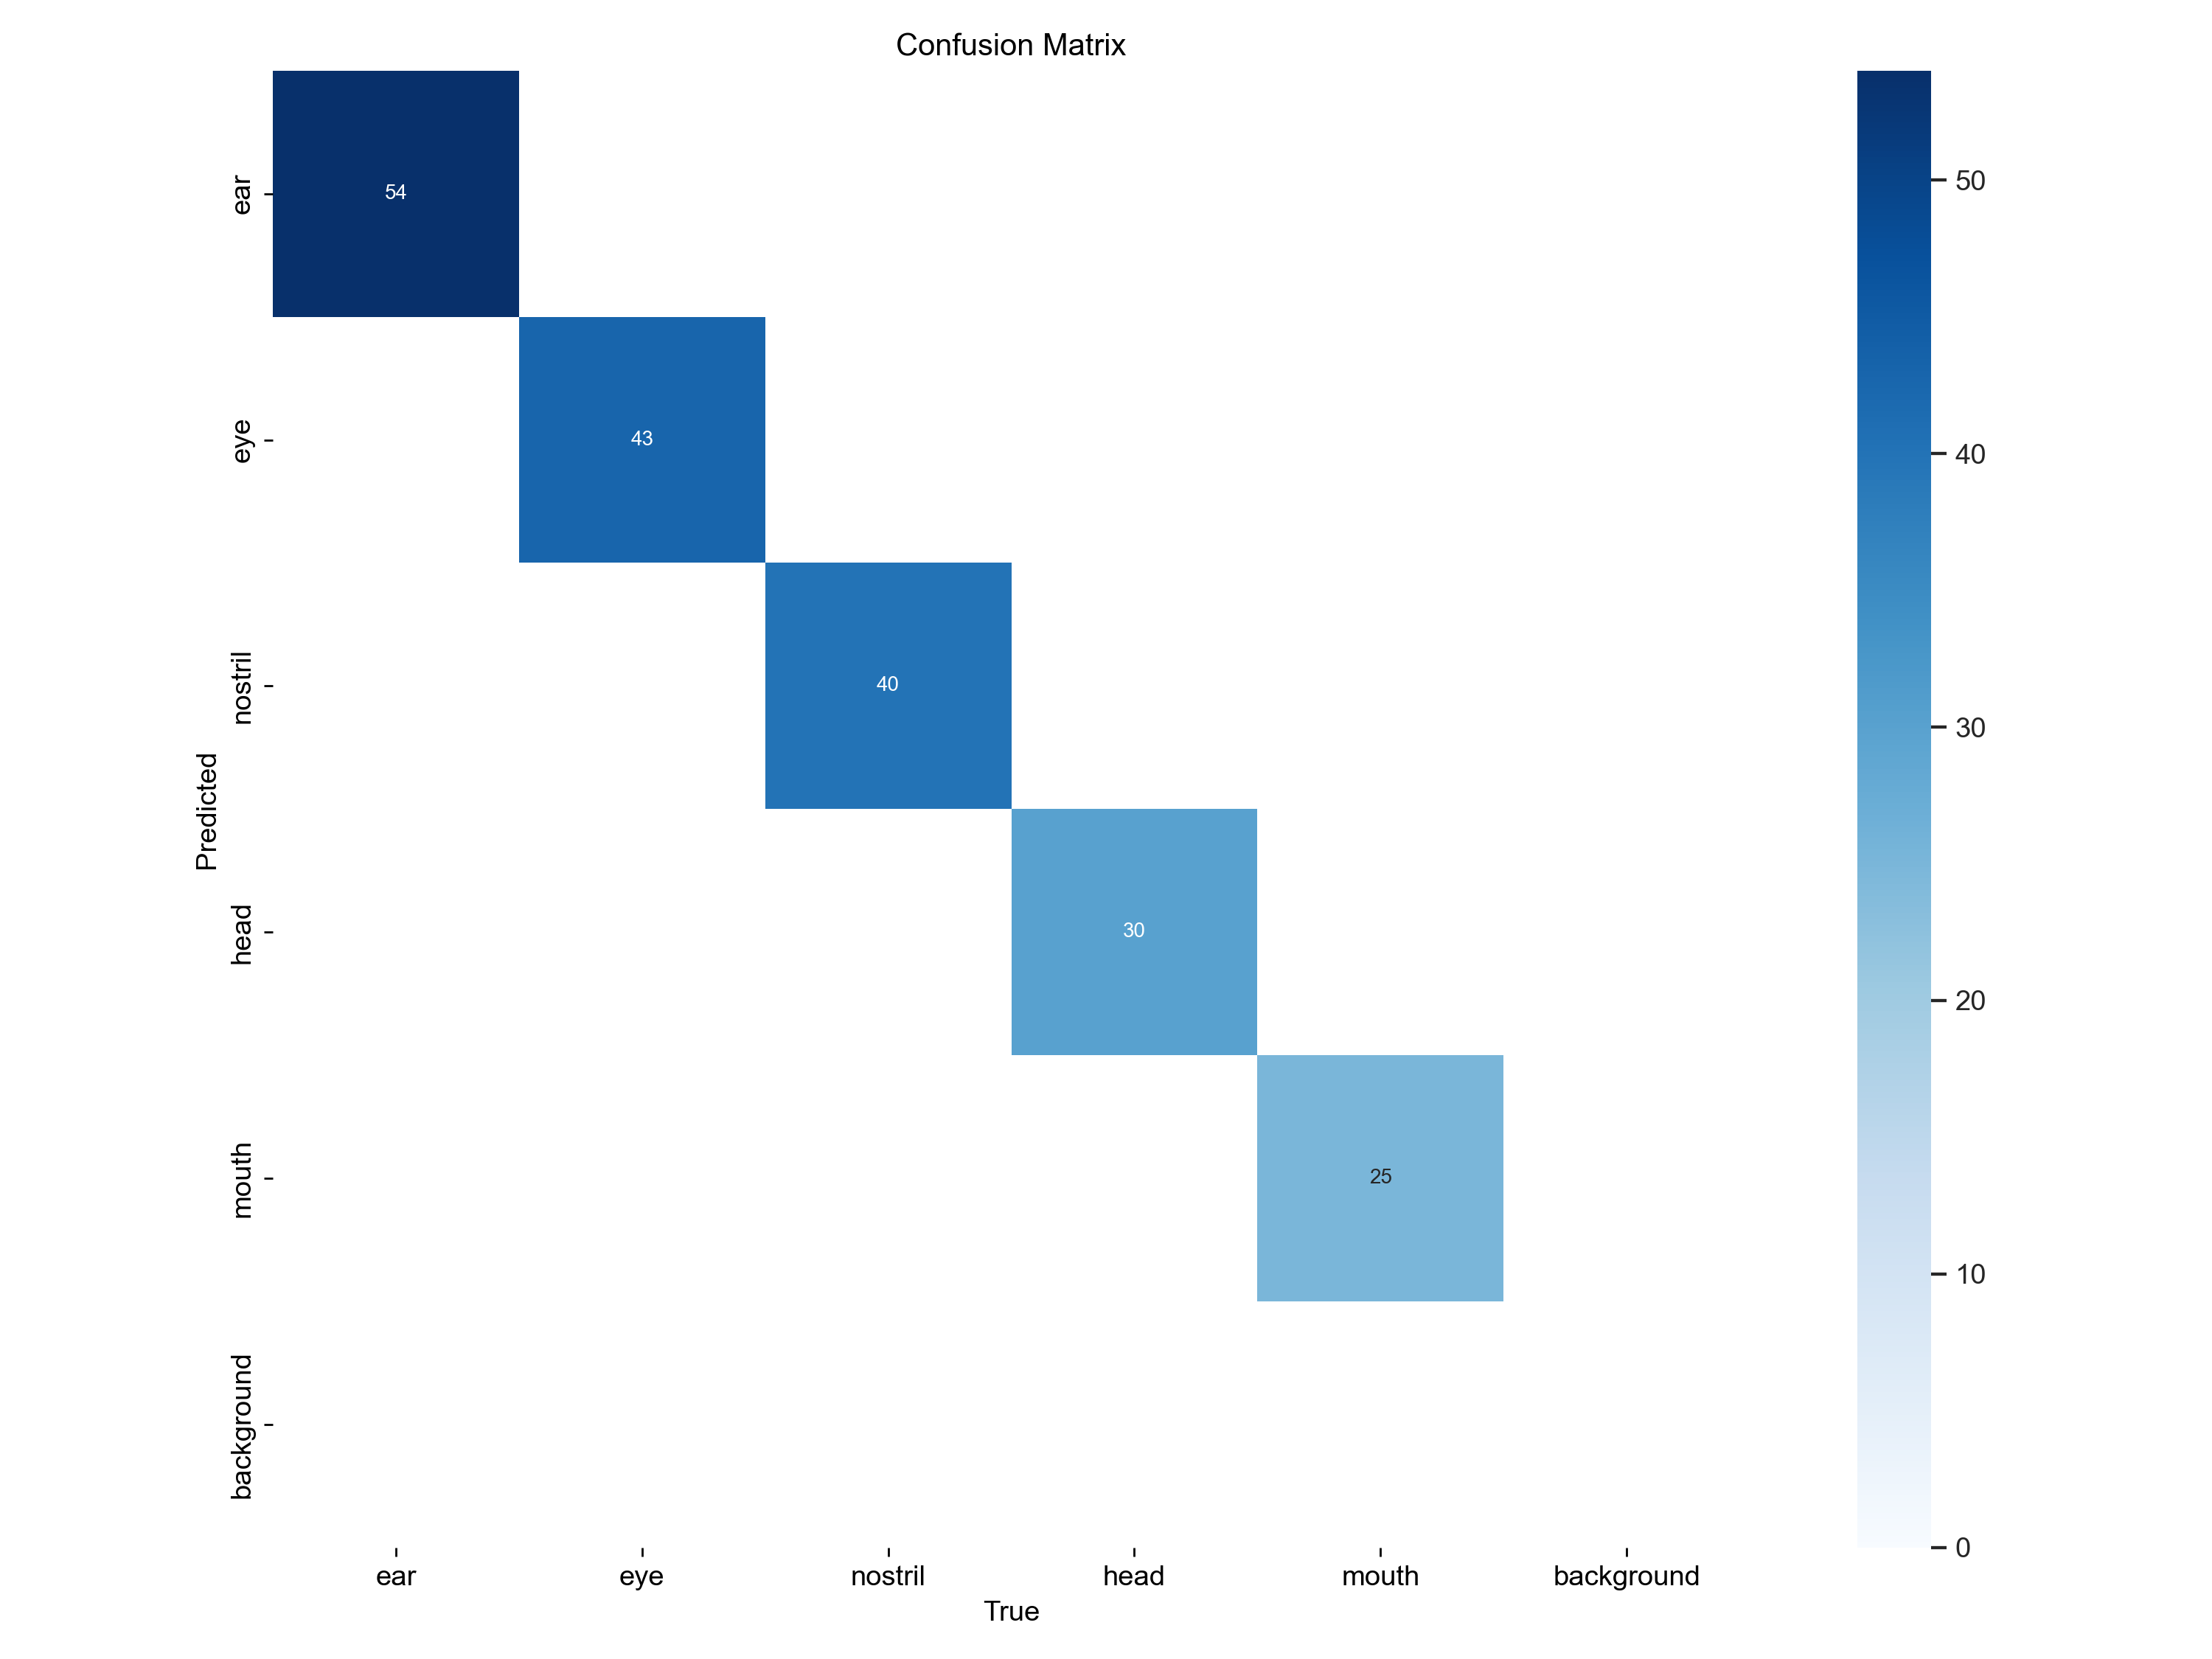 Confusion Matrix
ear
54
50
eye
43
40
nostril
40
30
Predicted
head
30
20
mouth
25
10
background
0
ear eye nostril head mouth background
True